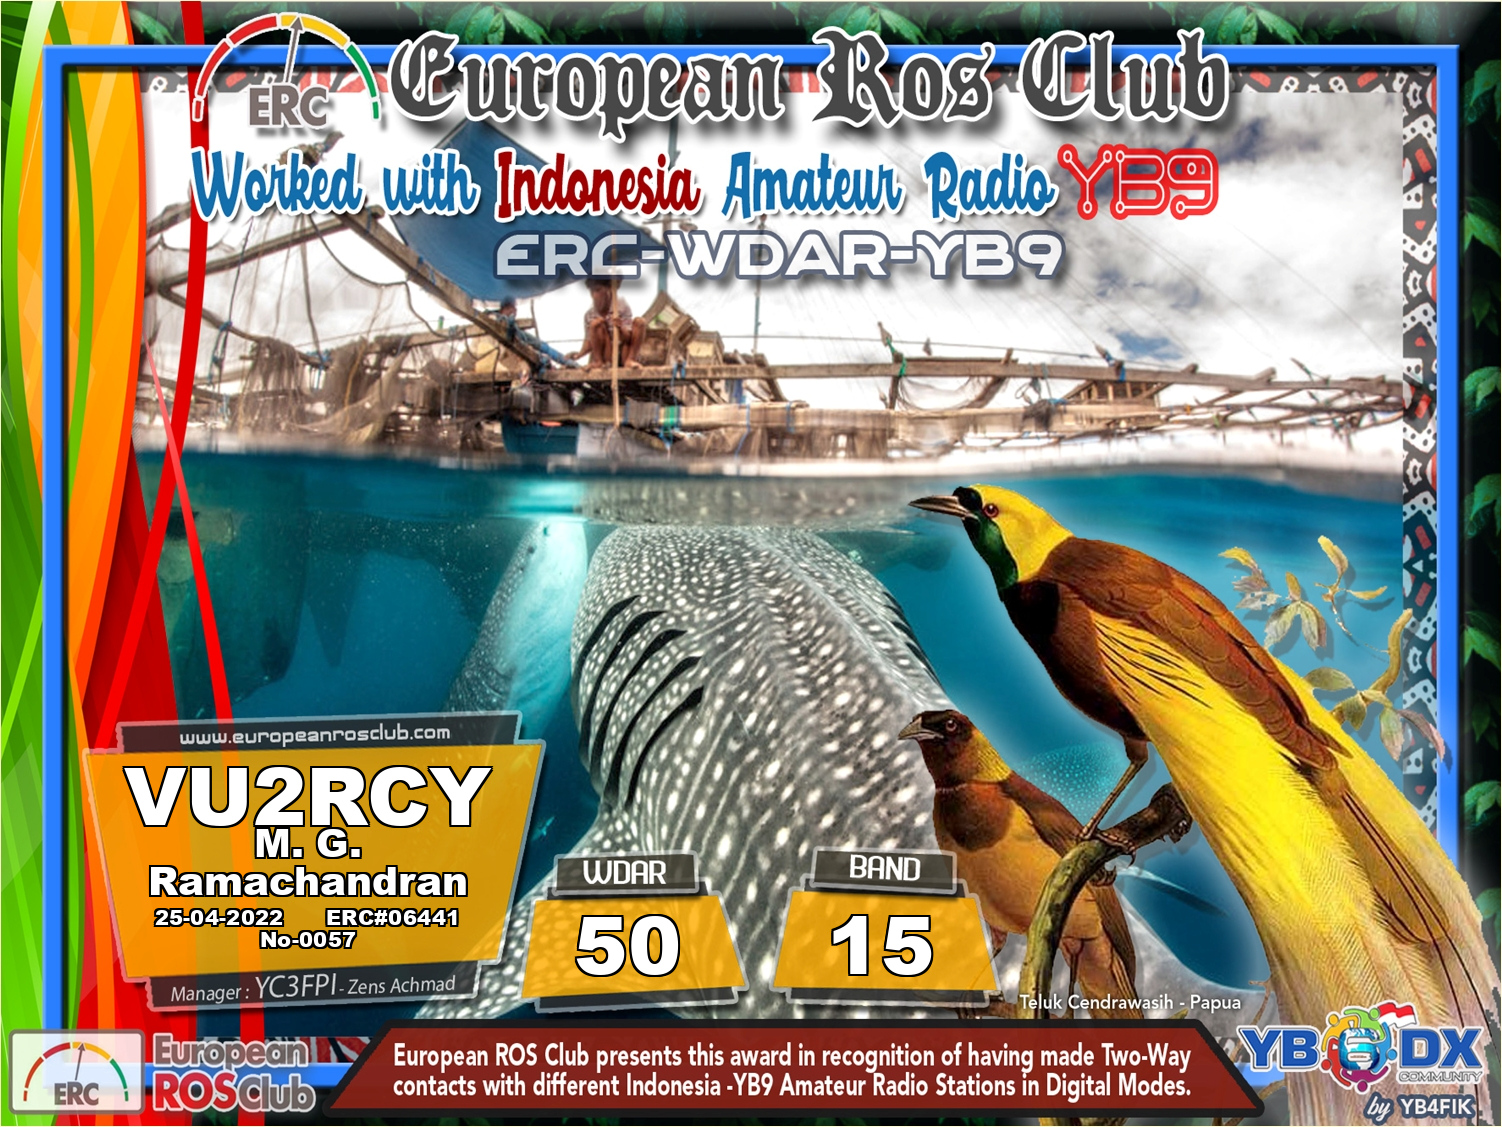 ERC
European Ros Club
Worked with Indonesia Amateur Radio YB9
ERC-WDAR-YB9
www.europeanrosclub.com
VU2RCY
M. G.
Ramachandran
25-04-2022 ERC#06441
No-0057
Manager : YC3FPI - Zens Achmad
WDAR
50
BAND
15
Teluk Cendrawasih - Papua
ERC
European
ROSClub
European ROS Club presents this award in recognition of having made Two-Way
contacts with different Indonesia -YB9 Amateur Radio Stations in Digital Modes.
YB DX
COMMUNITY
by YB4FIK